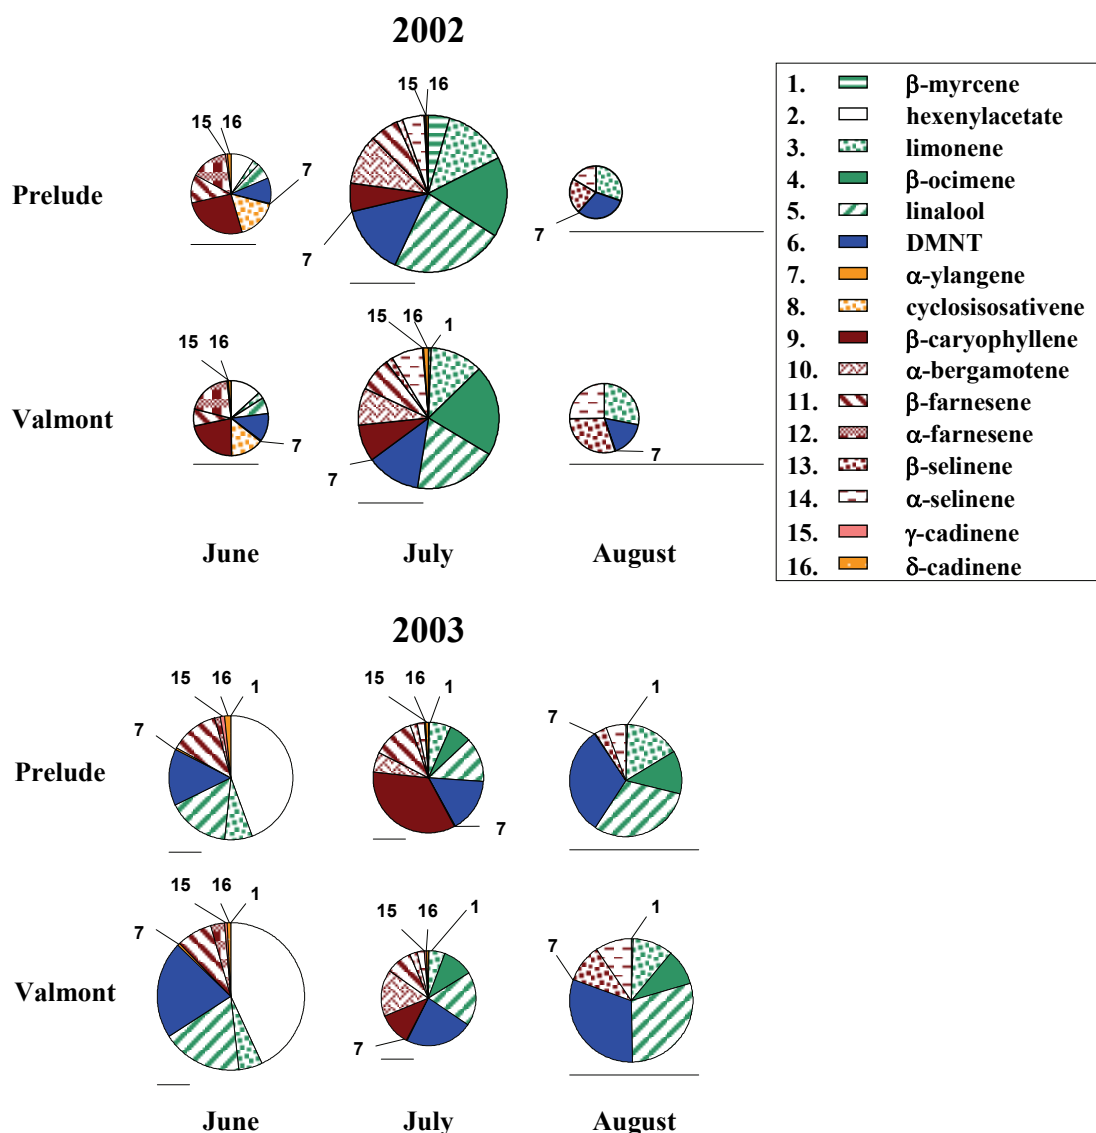 2002
15 16
15 16
7
Prelude
7
7
15 16 1
15 16
Valmont
7
7
7
June July August
1. β-myrcene
2. hexenylacetate
3. limonene
4. β-ocimene
5. linalool
6. DMNT
7. α-ylangene
8. cyclosisosativene
9. β-caryophyllene
10. α-bergamotene
11. β-farnesene
12. α-farnesene
13. β-selinene
14. α-selinene
15. γ-cadinene
16. δ-cadinene
2003
15 16 1
15 16 1
1
7
7
Prelude
7
15 16 1
15 16 1
1
7
7
Valmont
7
June July August